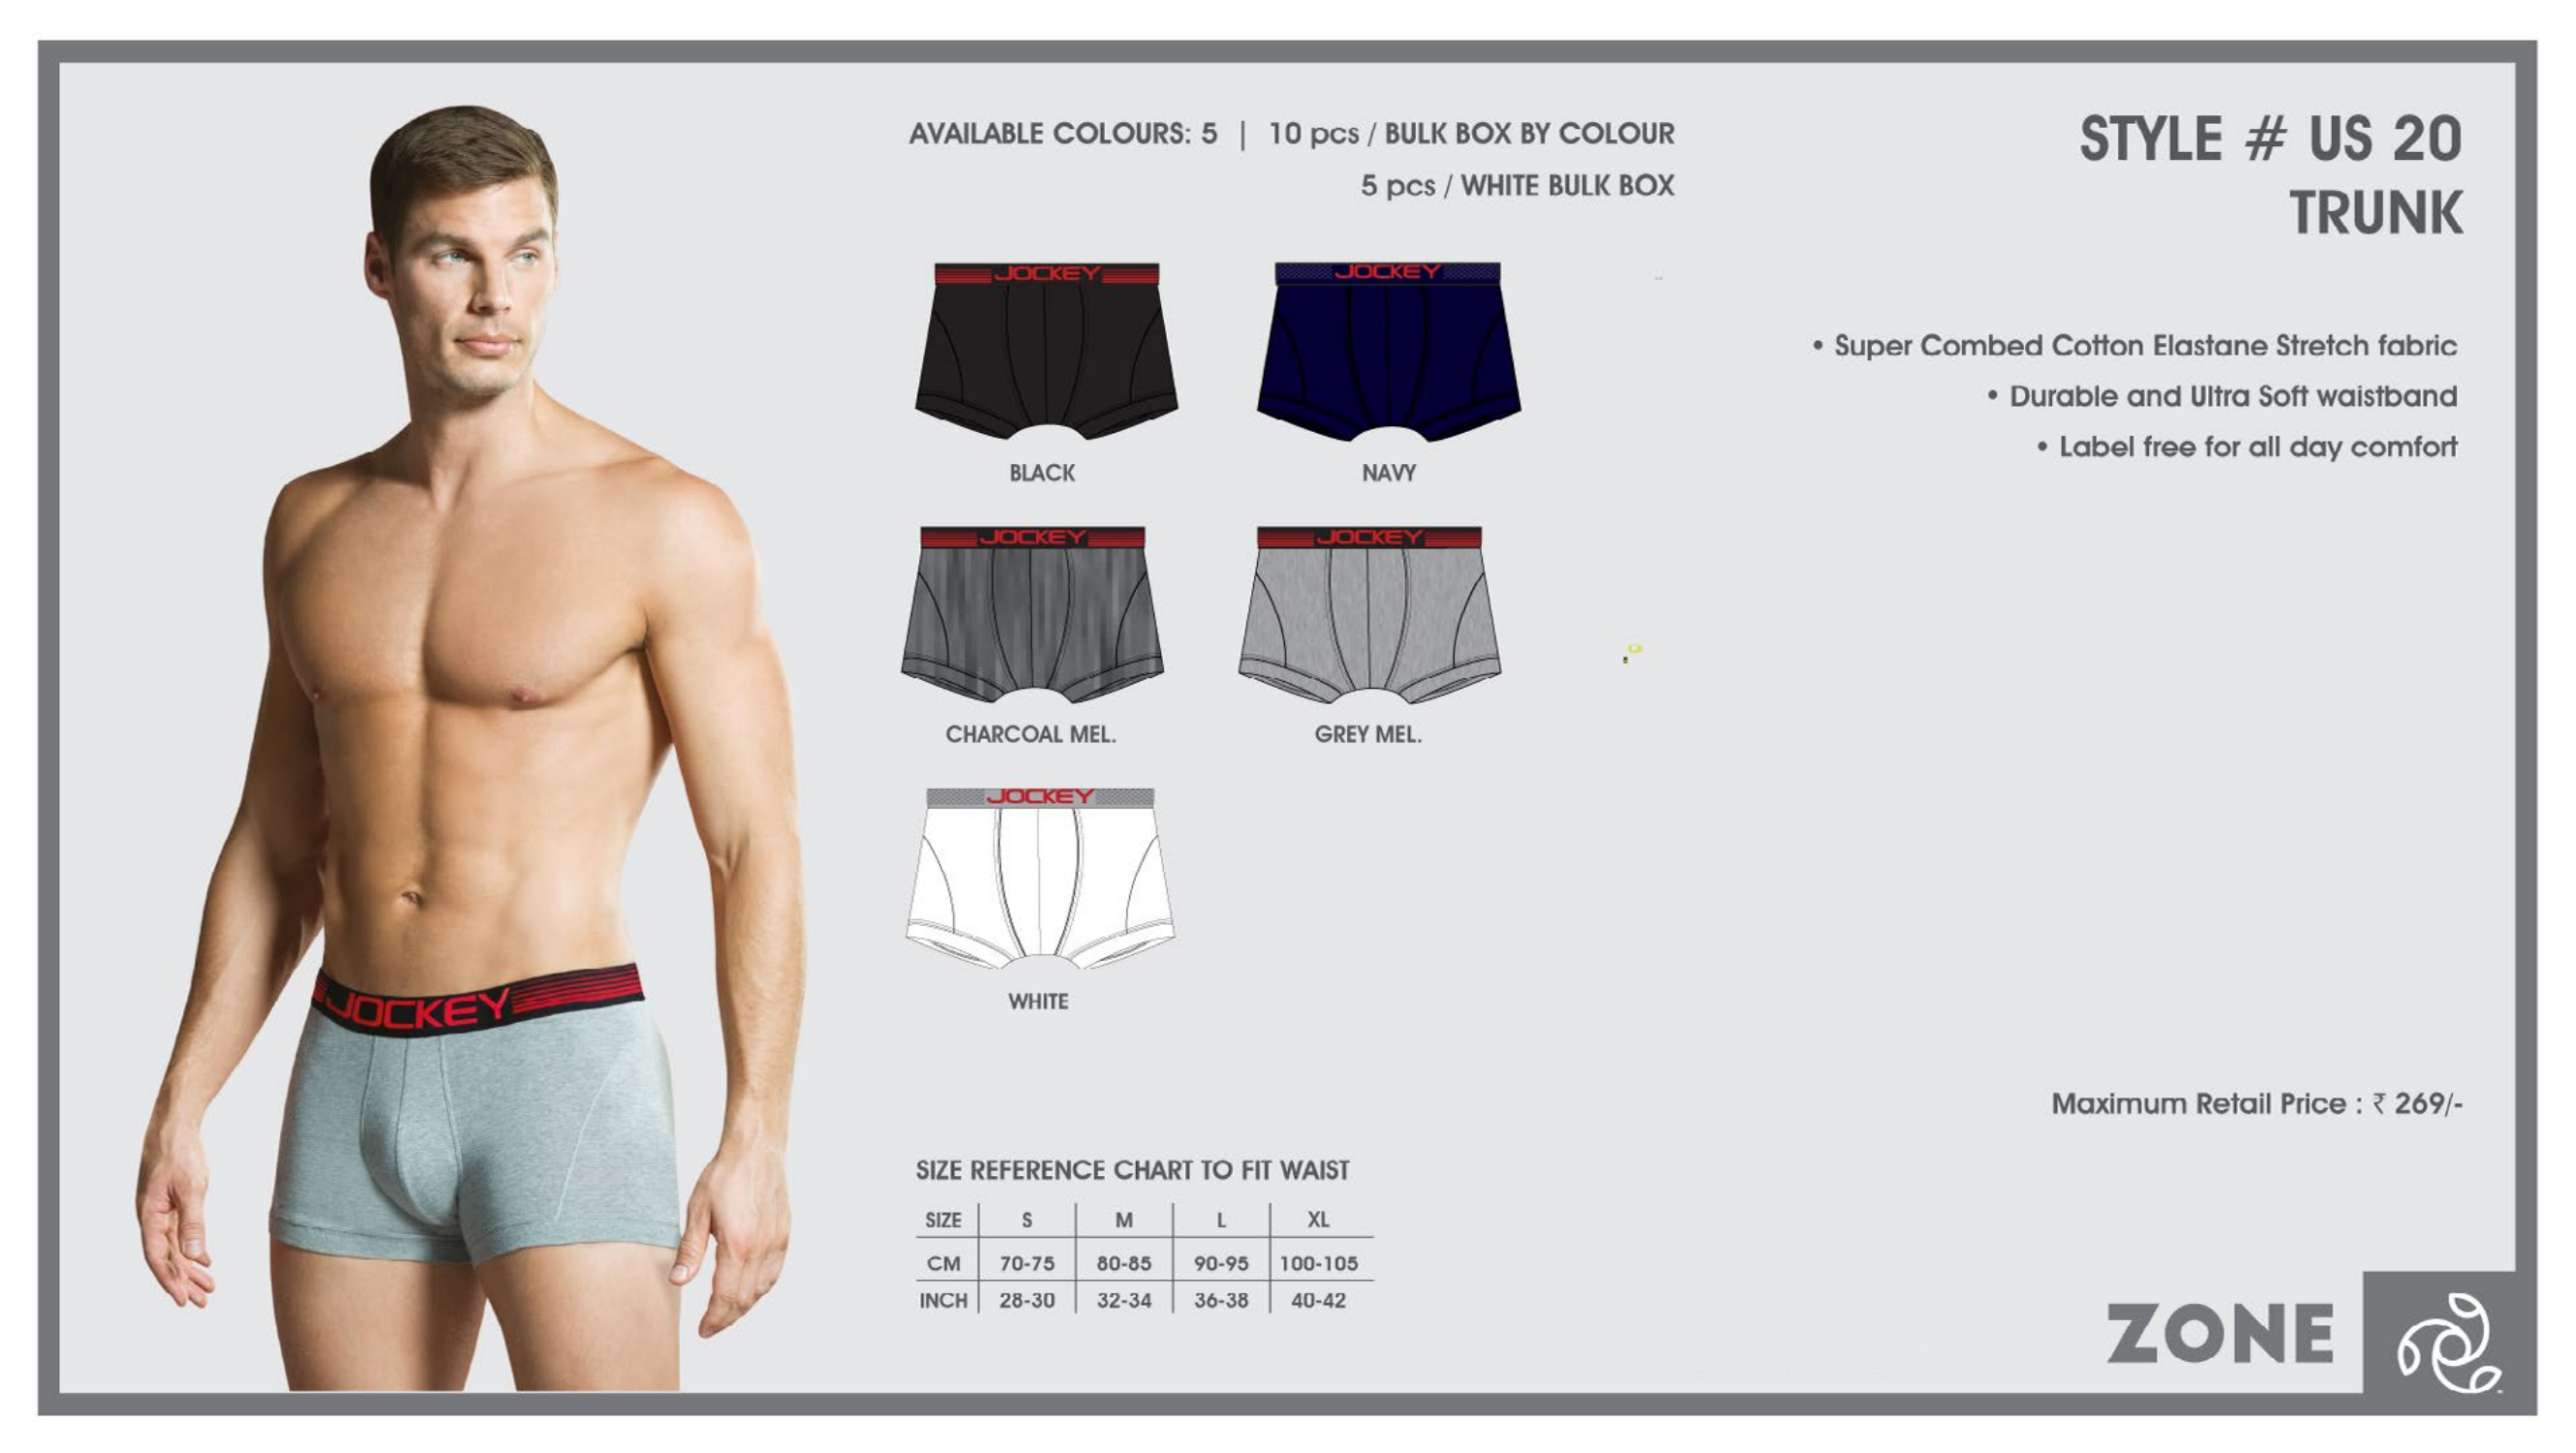 AVAILABLE COLOURS: 5 | 10 pcs / BULK BOX BY COLOUR
5 pcs / WHITE BULK BOX
STYLE # US 20
TRUNK
• Super Combed Cotton Elastane Stretch fabric
• Durable and Ultra Soft waistband
• Label free for all day comfort
JOCKEY
JOCKEY
BLACK
NAVY
JOCKEY
JOCKEY
CHARCOAL MEL.
GREY MEL.
JOCKEY
WHITE
JOCKEY
Maximum Retail Price : ₹ 269/-
SIZE REFERENCE CHART TO FIT WAIST
SIZE S M L XL
CM 70-75 80-85 90-95 100-105
INCH 28-30 32-34 36-38 40-42
ZONE